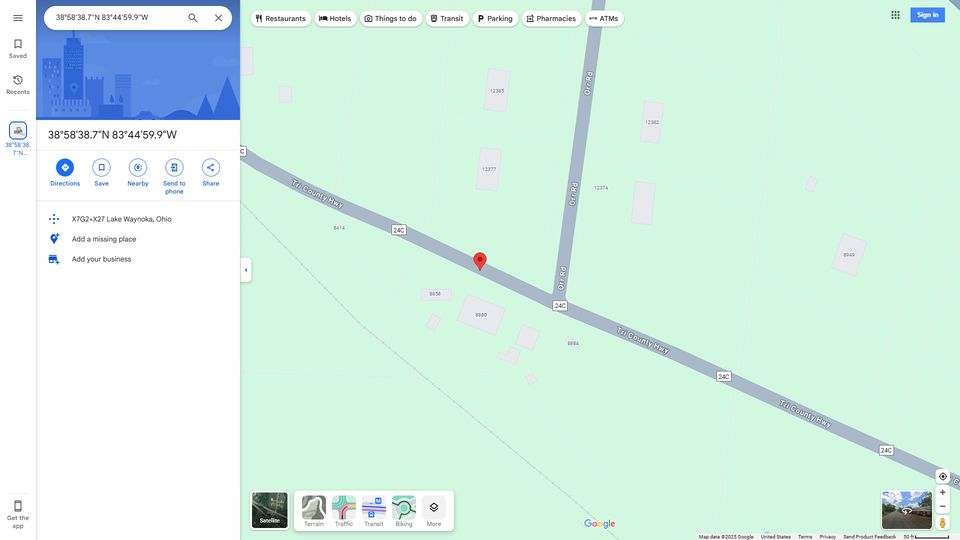 38°58'38.7"N 83°44'59.9"W
Restaurants
Hotels
Things to do
Transit
Parking
Pharmacies
ATMs
Sign in
Saved
Recents
38°58'38.
7"N...
38°58'38.7"N 83°44'59.9"W
Directions
Save
Nearby
Send to
phone
Share
X7G2+X27 Lake Waynoka, Ohio
Add a missing place
Add your business
Get the
app
Orr Rd
12365
12382
12377
12374
Orr Rd
Tri County Hwy
8414
24C
8949
Orr Rd
8858
24C
8880
Tri County Hwy
8884
24C
Tri County Hwy
24C
Satellite
Terrain
Traffic
Transit
Biking
More
Google
Map data ©2025 Google
United States
Terms
Privacy
Send Product Feedback
50 ft